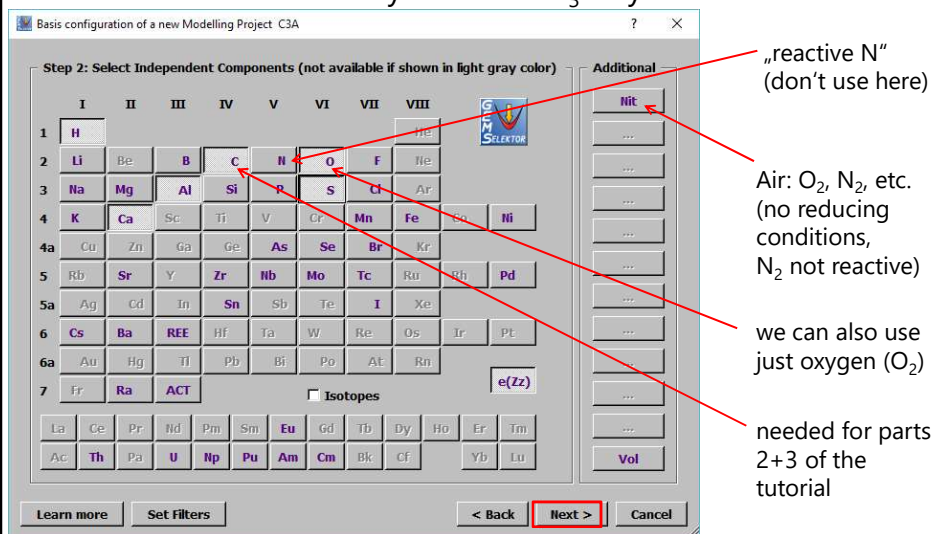 Basis configuration of a new Modelling Project C3A ? ×
Step 2: Select Independent Components (not available if shown in light gray color)
I II III IV V VI VII VIII
GEM SELEKTOR
1 H He
2 Li Be B C N O F Ne
3 Na Mg Al Si P S Cl Ar
4 K Ca Sc Ti V Cr Mn Fe Co Ni
4a Cu Zn Ga Ge As Se Br Kr
5 Rb Sr Y Zr Nb Mo Tc Ru Rh Pd
5a Ag Cd In Sn Sb Te I Xe
6 Cs Ba REE Hf Ta W Re Os Ir Pt
6a Au Hg Tl Pb Bi Po At Rn
7 Fr Ra ACT Isotopes e(Zz)
La Ce Pr Nd Pm Sm Eu Gd Tb Dy Ho Er Tm
Ac Th Pa U Np Pu Am Cm Bk Cf Yb Lu
Additional
Nit
...
...
...
...
...
...
...
...
...
...
Vol
Learn more Set Filters < Back Next > Cancel
„reactive N“
(don't use here)
Air: O₂, N₂, etc.
(no reducing
conditions,
N₂ not reactive)
we can also use
just oxygen (O₂)
needed for parts
2+3 of the
tutorial